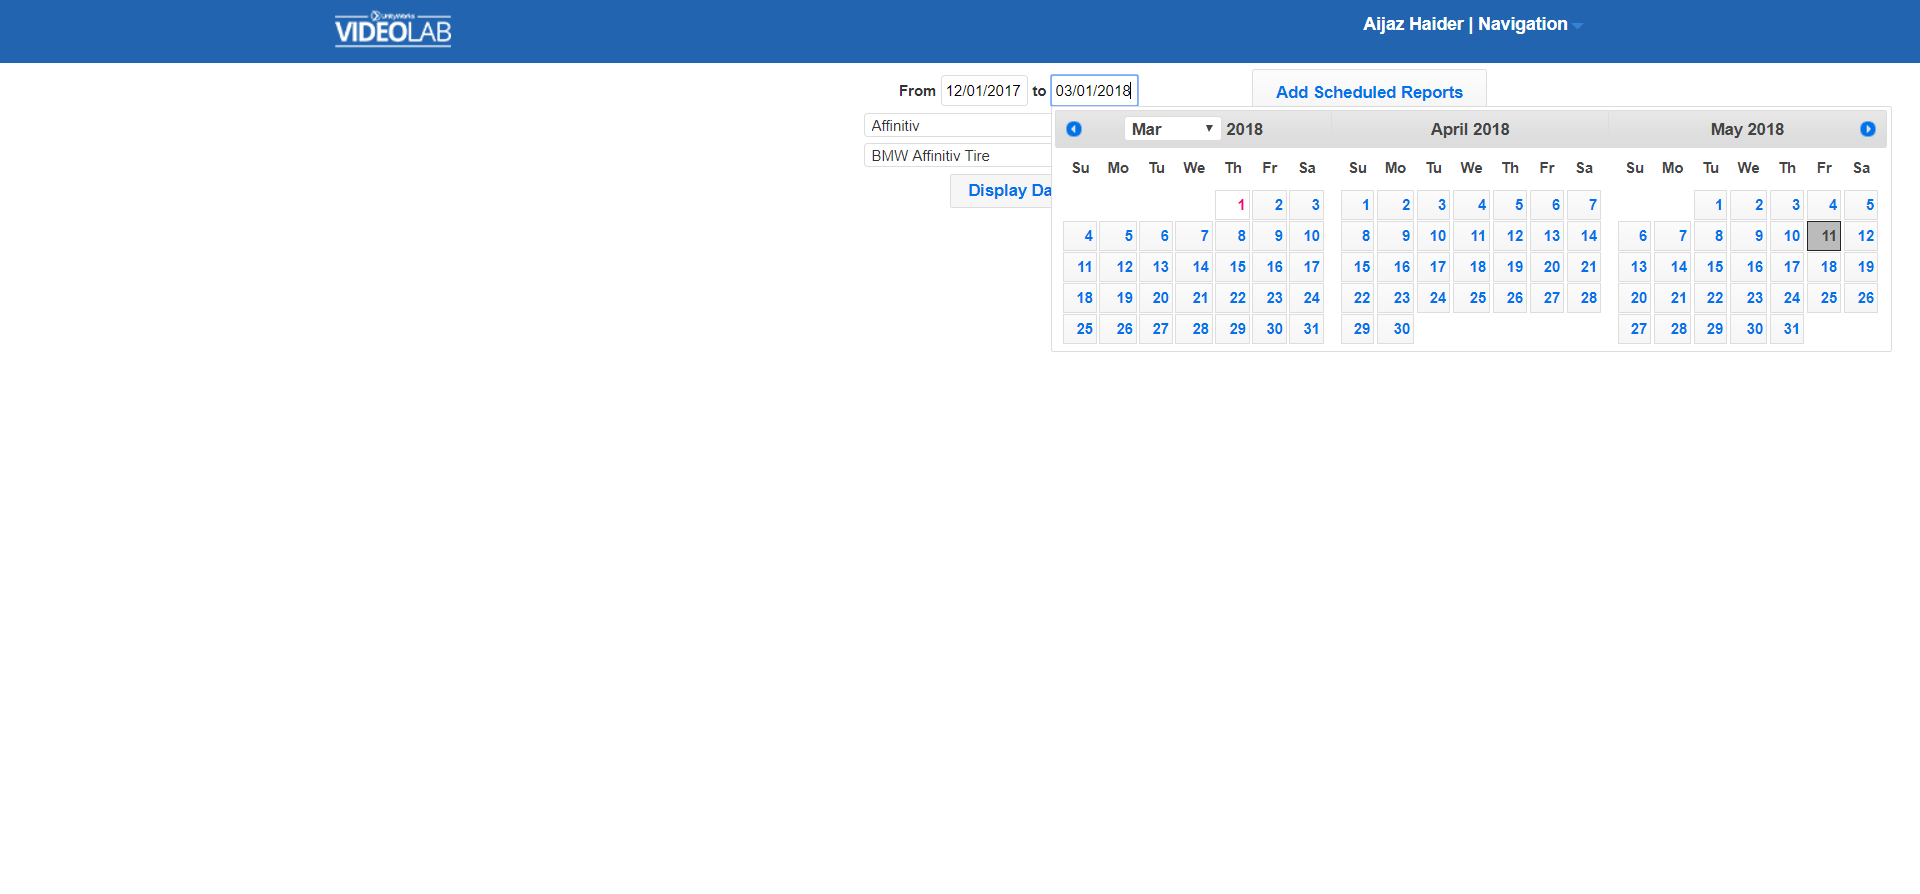 UnityWorks
VIDEOLAB
Aijaz Haider | Navigation
From 12/01/2017 to 03/01/2018
Add Scheduled Reports
Affinitiv
BMW Affinitiv Tire
Display Da
Mar 2018
Su Mo Tu We Th Fr Sa
1 2 3
4 5 6 7 8 9 10
11 12 13 14 15 16 17
18 19 20 21 22 23 24
25 26 27 28 29 30 31
April 2018
Su Mo Tu We Th Fr Sa
1 2 3 4 5 6 7
8 9 10 11 12 13 14
15 16 17 18 19 20 21
22 23 24 25 26 27 28
29 30
May 2018
Su Mo Tu We Th Fr Sa
1 2 3 4 5
6 7 8 9 10 11 12
13 14 15 16 17 18 19
20 21 22 23 24 25 26
27 28 29 30 31